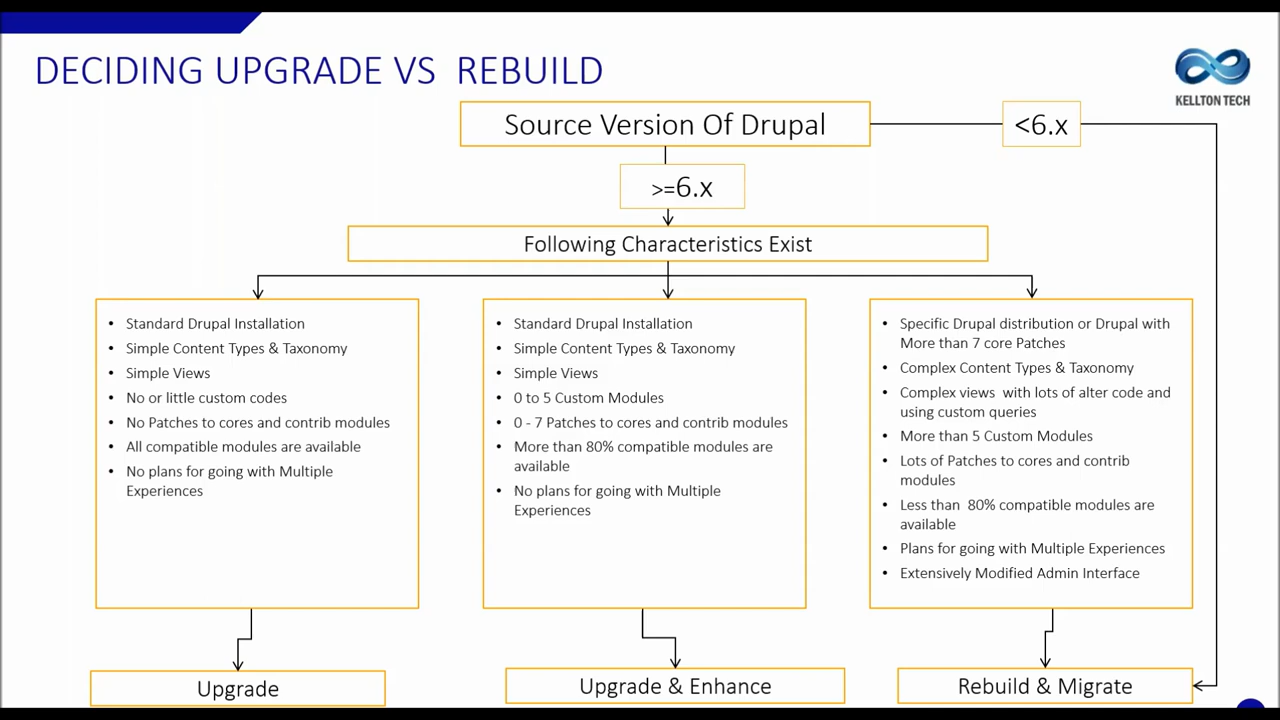 DECIDING UPGRADE VS REBUILD
KELLTON TECH
Source Version Of Drupal
<6.x
>=6.x
Following Characteristics Exist
• Standard Drupal Installation
• Simple Content Types & Taxonomy
• Simple Views
• No or little custom codes
• No Patches to cores and contrib modules
• All compatible modules are available
• No plans for going with Multiple
Experiences
• Standard Drupal Installation
• Simple Content Types & Taxonomy
• Simple Views
• 0 to 5 Custom Modules
• 0 - 7 Patches to cores and contrib modules
• More than 80% compatible modules are
available
• No plans for going with Multiple
Experiences
• Specific Drupal distribution or Drupal with
More than 7 core Patches
• Complex Content Types & Taxonomy
• Complex views with lots of alter code and
using custom queries
• More than 5 Custom Modules
• Lots of Patches to cores and contrib
modules
• Less than 80% compatible modules are
available
• Plans for going with Multiple Experiences
• Extensively Modified Admin Interface
Upgrade
Upgrade & Enhance
Rebuild & Migrate